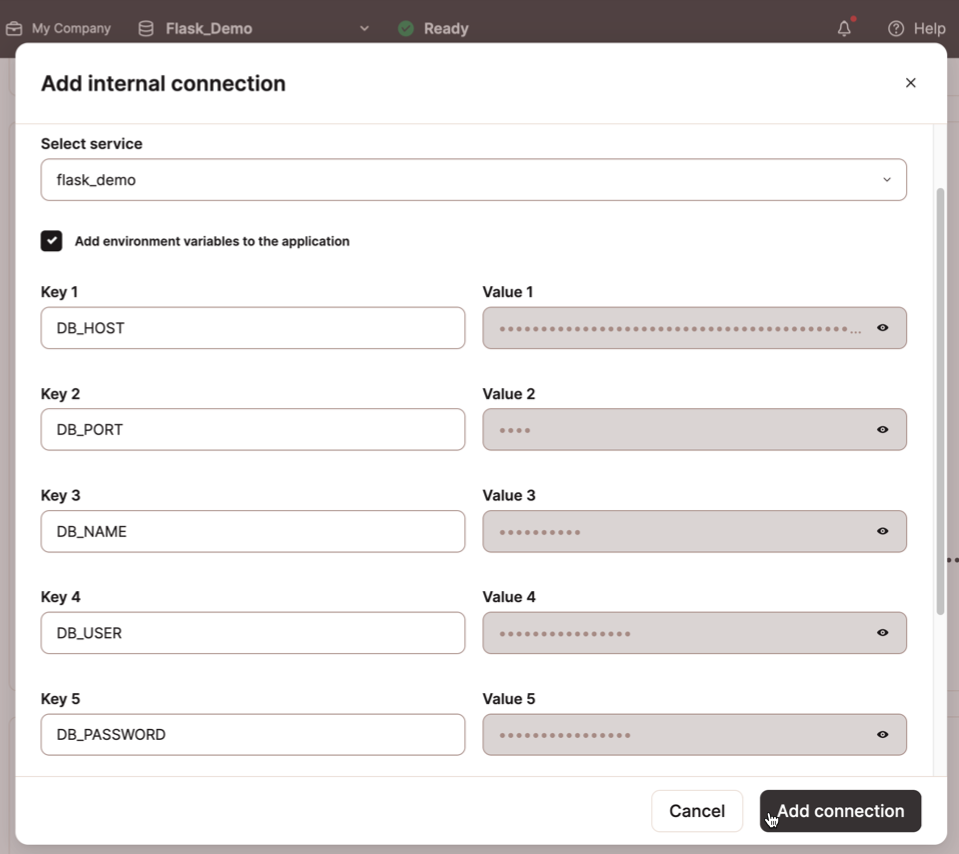 My Company Flask_Demo Ready Help
Add internal connection
Select service
flask_demo
Add environment variables to the application
Key 1 Value 1
DB_HOST ••••••••••••••••••••••••••••••••••••••••••...
Key 2 Value 2
DB_PORT ••••
Key 3 Value 3
DB_NAME ••••••••••
Key 4 Value 4
DB_USER ••••••••••••••••
Key 5 Value 5
DB_PASSWORD ••••••••••••••••
Cancel Add connection